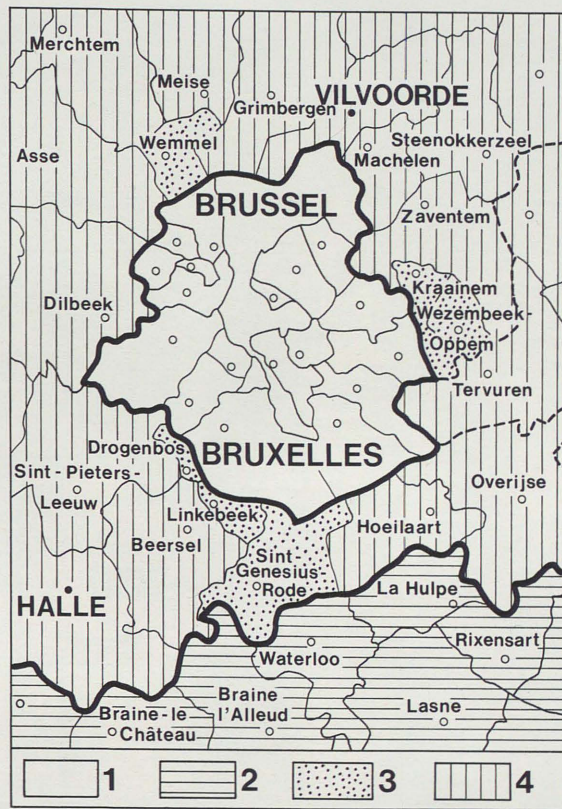 Merchtem
Meise
Grimbergen
VILVOORDE
Wemmel
Steenokkerzeel
Asse
Machelen
BRUSSEL
Zaventem
Kraainem
Dilbeek
Wezembeek-
Oppem
Tervuren
Drogenbos
BRUXELLES
Sint-Pieters-
Leeuw
Overijse
Linkebeek
Hoeilaart
Beersel
Sint-
Genesius-
Rode
HALLE
La Hulpe
Rixensart
Waterloo
Braine-le
Château
Braine
l'Alleud
Lasne
1
2
3
4